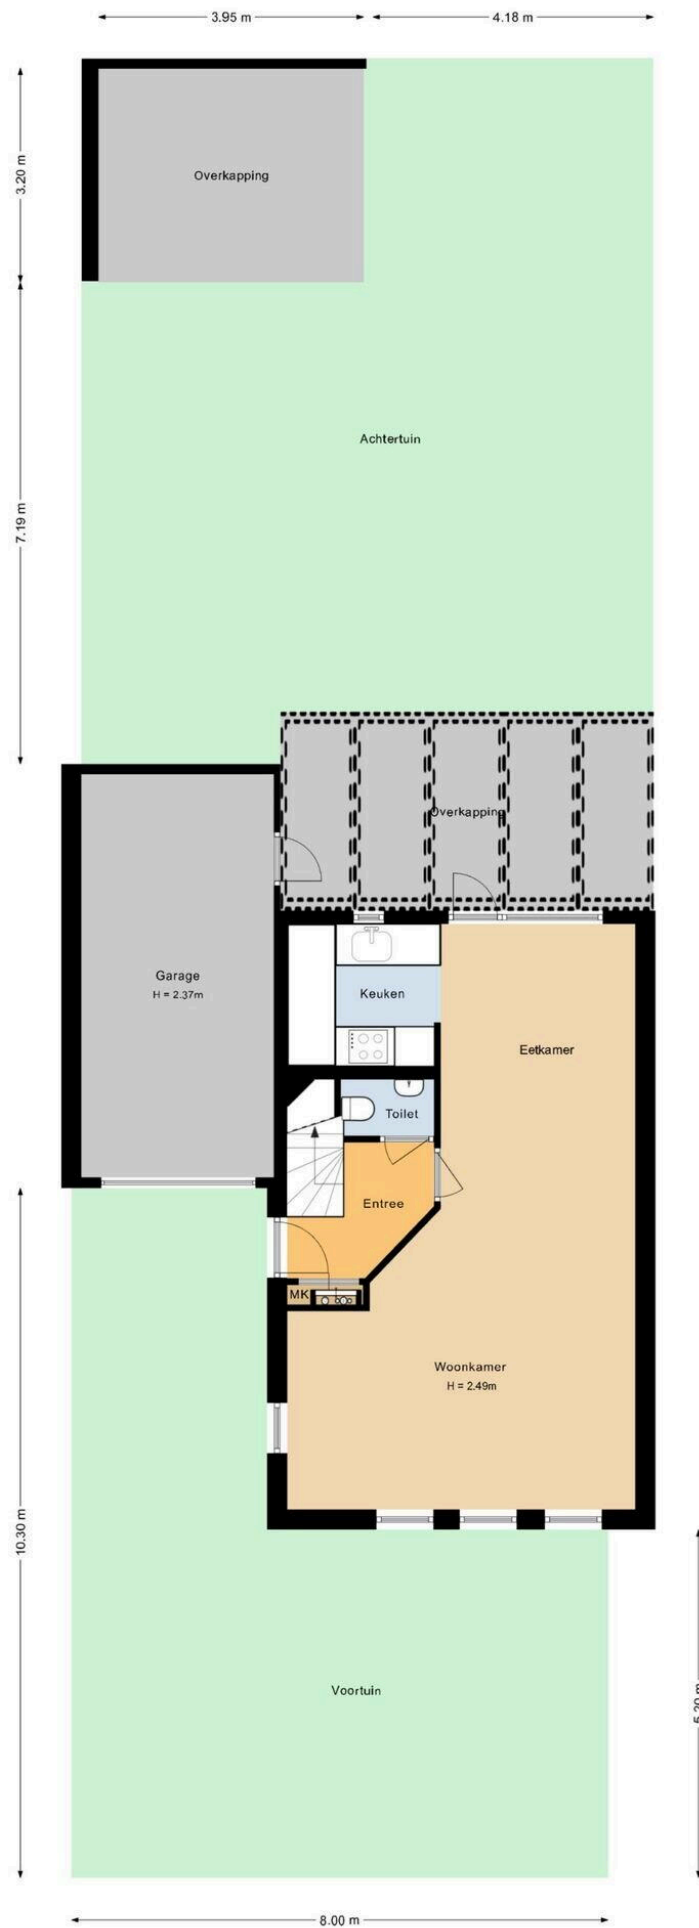 3.95 m
4.18 m
3.20 m
Overkapping
Achtertuin
7.19 m
Overkapping
Garage
H = 2.37m
Keuken
Eetkamer
Toilet
Entree
MK
Woonkamer
H = 2.49m
10.30 m
Voortuin
8.00 m